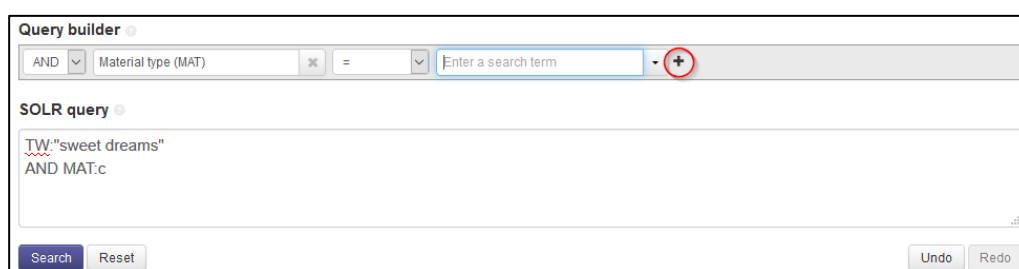 Query builder
AND Material type (MAT) = Enter a search term +
SOLR query
TW:"sweet dreams"
AND MAT:c
Search Reset Undo Redo